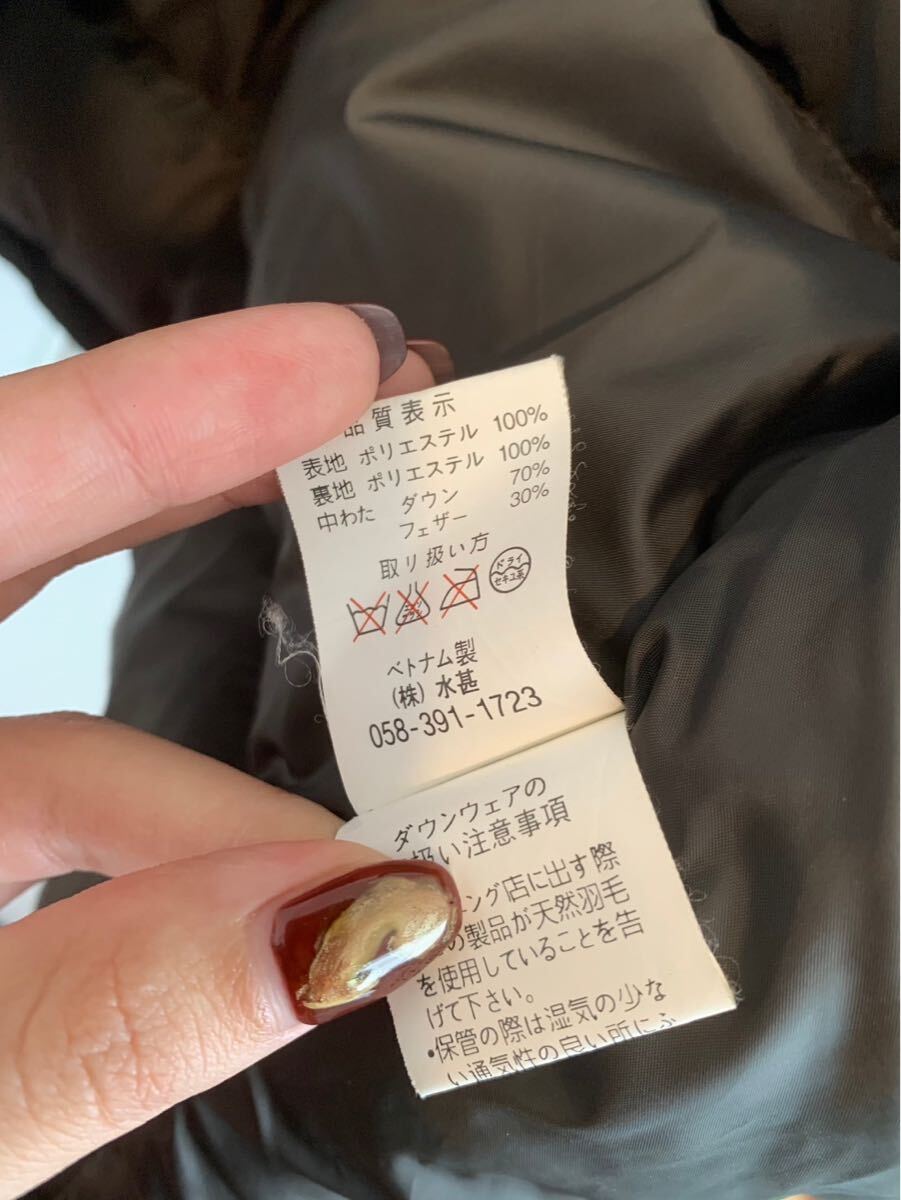 品質表示
表地 ポリエステル 100%
裏地 ポリエステル 100%
中わた ダウン 70%
フェザー 30%
取り扱い方
ドライ
セキユ系
ベトナム製
(株) 水甚
058-391-1723
ダウンウェアの
扱い注意事項
ング店に出す際
の製品が天然羽毛
を使用していることを告
げて下さい。
•保管の際は湿気の少な
い通気性の良い所に